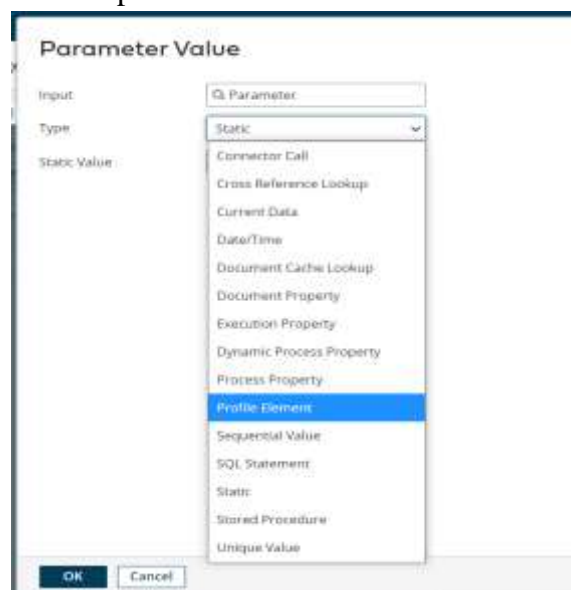 Parameter Value
Input
Parameter
Type
Static
Static Value
Connector Call
Cross Reference Lookup
Current Data
Date/Time
Document Cache Lookup
Document Property
Execution Property
Dynamic Process Property
Process Property
Profile Element
Sequential Value
SQL Statement
Static
Stored Procedure
Unique Value
OK
Cancel